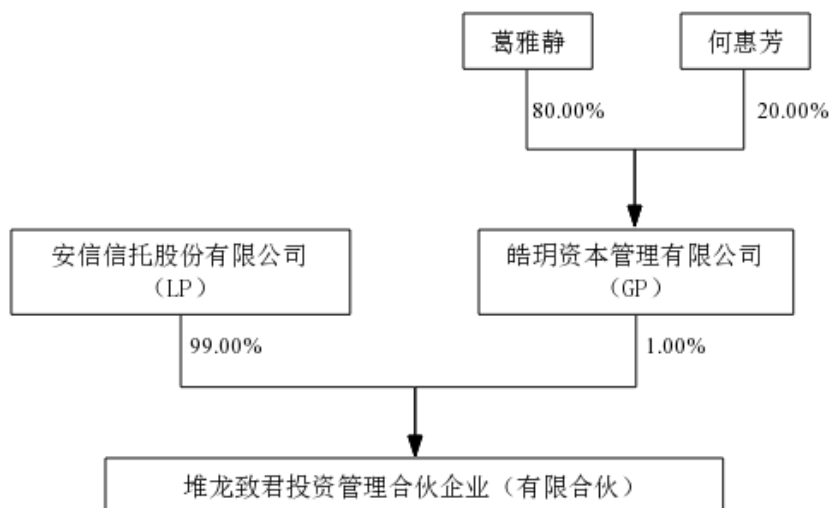 葛雅静
何惠芳
80.00%
20.00%
安信信托股份有限公司
（LP）
皓玥资本管理有限公司
（GP）
99.00%
1.00%
堆龙致君投资管理合伙企业（有限合伙）